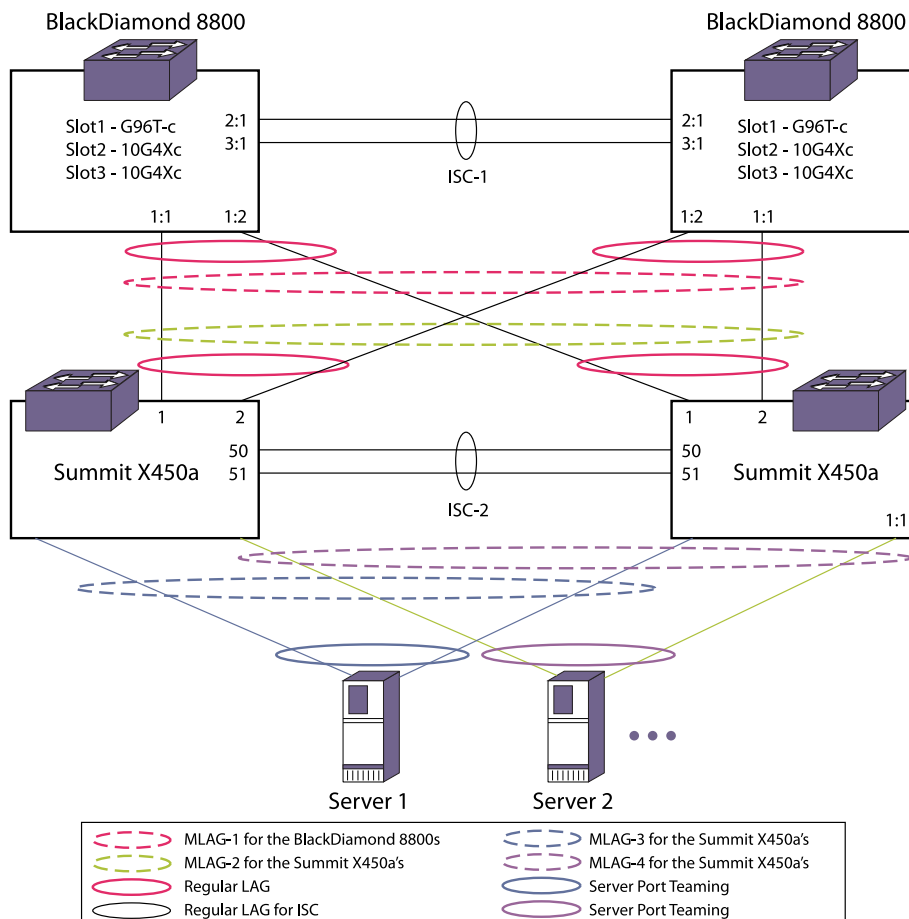 BlackDiamond 8800
BlackDiamond 8800
Slot1 - G96T-c
Slot2 - 10G4Xc
Slot3 - 10G4Xc
2:1
3:1
1:1
1:2
ISC-1
2:1
3:1
Slot1 - G96T-c
Slot2 - 10G4Xc
Slot3 - 10G4Xc
1:2
1:1
1
2
50
51
Summit X450a
ISC-2
1
2
50
51
Summit X450a
1:1
Server 1
Server 2
MLAG-1 for the BlackDiamond 8800s
MLAG-2 for the Summit X450a's
Regular LAG
Regular LAG for ISC
MLAG-3 for the Summit X450a's
MLAG-4 for the Summit X450a's
Server Port Teaming
Server Port Teaming